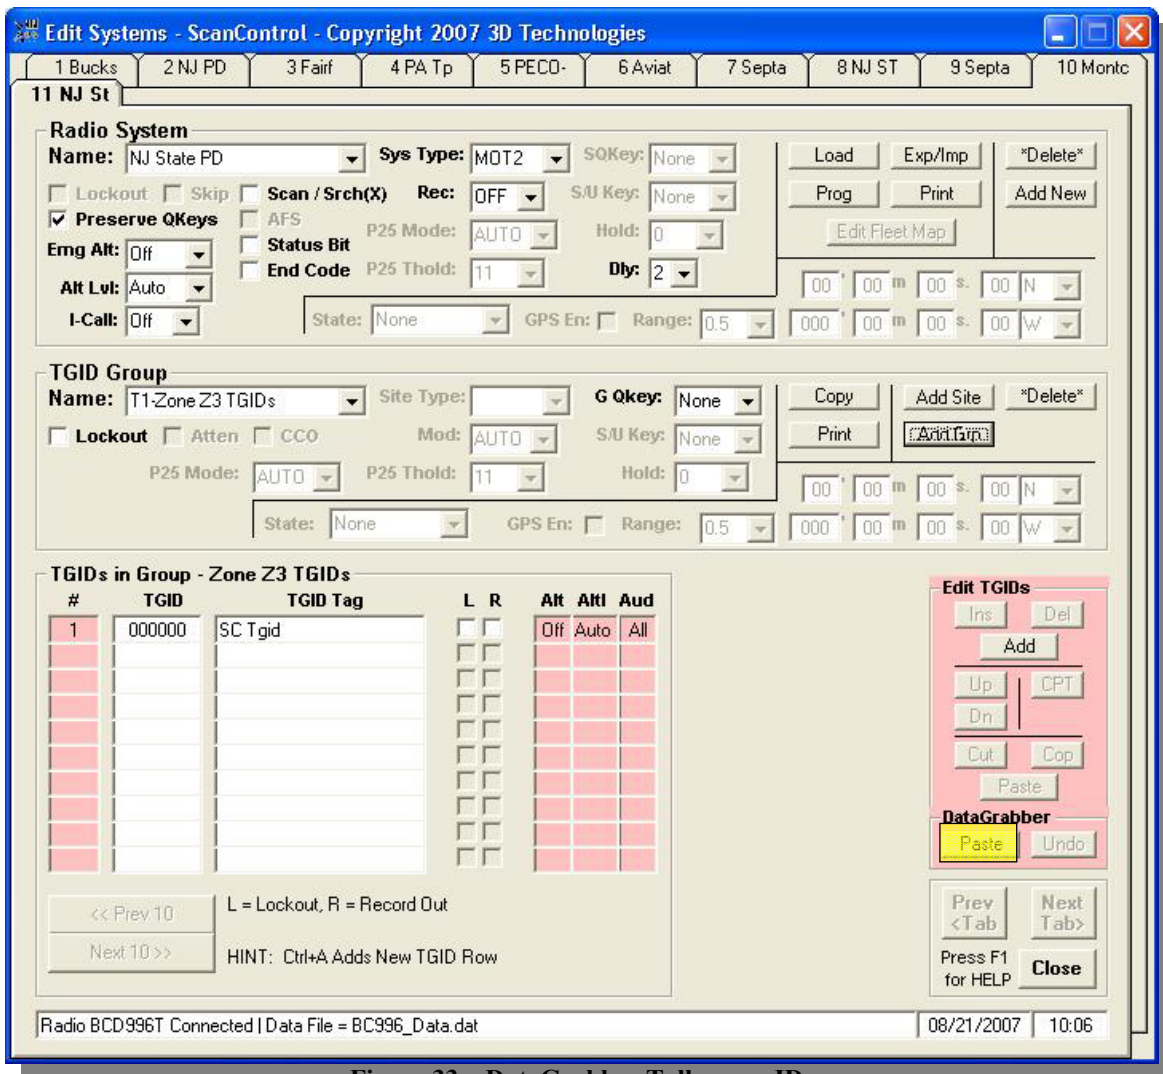 Edit Systems - ScanControl - Copyright 2007 3D Technologies
1 Bucks 2 NJ PD 3 Fairf 4 PA Tp 5 PECO- 6 Aviat 7 Septa 8 NJ ST 9 Septa 10 Montc
11 NJ St
Radio System
Name: NJ State PD Sys Type: MOT2 SQKey: None Load Exp/Imp *Delete*
Lockout Skip Scan / Srch(X) Rec: OFF S/U Key: None Prog Print Add New
Preserve QKeys AFS P25 Mode: AUTO Hold: 0 Edit Fleet Map
Emg Alt: Off Status Bit
End Code P25 Thold: 11 Dly: 2 00 ' 00 m 00 s. 00 N
Alt Lvl: Auto
I-Call: Off State: None GPS En: Range: 0.5 000 ' 00 m 00 s. 00 W
TGID Group
Name: T1-Zone Z3 TGIDs Site Type: G Qkey: None Copy Add Site *Delete*
Lockout Atten CCO Mod: AUTO S/U Key: None Print Add Grp
P25 Mode: AUTO P25 Thold: 11 Hold: 0 00 ' 00 m 00 s. 00 N
State: None GPS En: Range: 0.5 000 ' 00 m 00 s. 00 W
TGIDs in Group - Zone Z3 TGIDs
# TGID TGID Tag L R Alt Altl Aud
1 000000 SC Tgid Off Auto All
Edit TGIDs
Ins Del
Add
Up CPT
Dn
Cut Cop
Paste
DataGrabber
Paste Undo
<< Prev 10 L = Lockout, R = Record Out
Next 10 >> HINT: Ctrl+A Adds New TGID Row
Prev <Tab Next Tab>
Press F1 for HELP Close
Radio BCD996T Connected | Data File = BC996_Data.dat 08/21/2007 10:06